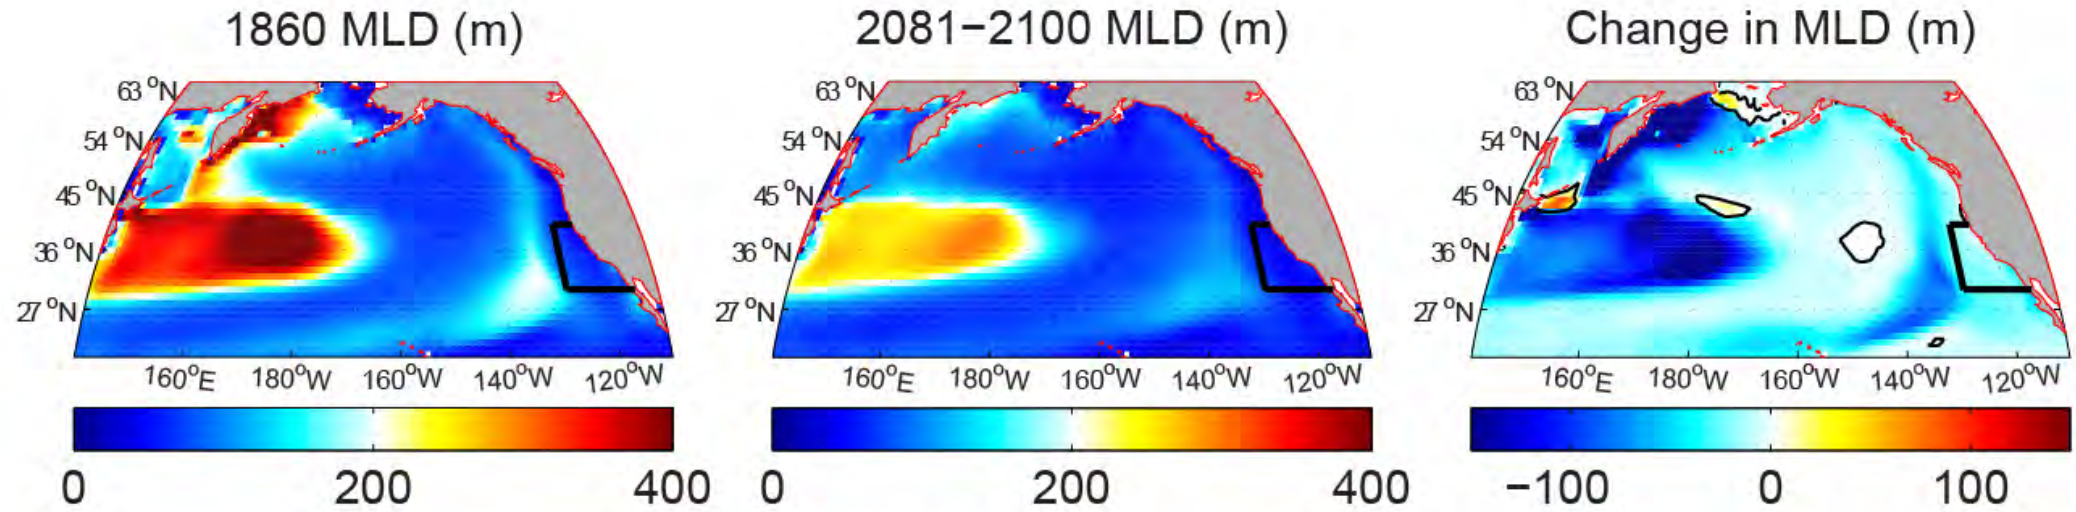 1860 MLD (m)
2081−2100 MLD (m)
Change in MLD (m)
63 °N
54 °N
45 °N
36 °N
27 °N
160°E
180°W
160°W
140°W
120°W
0
200
400
63 °N
54 °N
45 °N
36 °N
27 °N
160°E
180°W
160°W
140°W
120°W
0
200
400
63 °N
54 °N
45 °N
36 °N
27 °N
160°E
180°W
160°W
140°W
120°W
−100
0
100